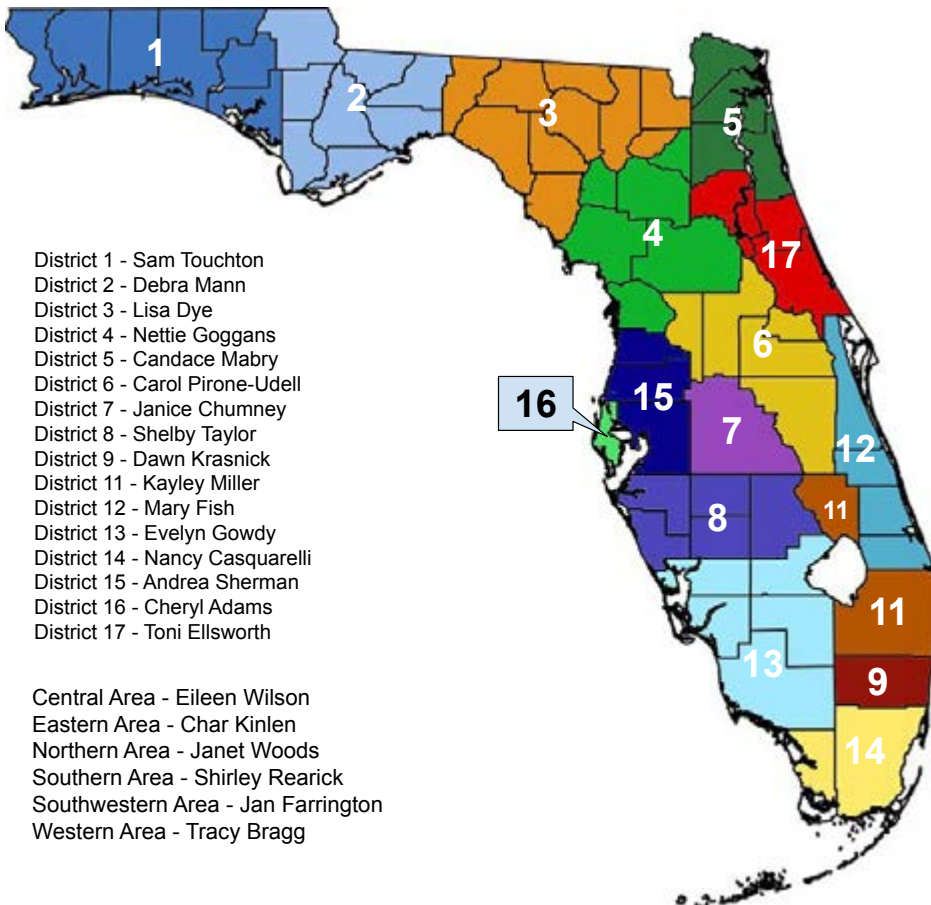 1
2
3
5
4
17
6
16
15
7
12
8
11
11
13
9
14
District 1 - Sam Touchton
District 2 - Debra Mann
District 3 - Lisa Dye
District 4 - Nettie Goggans
District 5 - Candace Mabry
District 6 - Carol Pirone-Udell
District 7 - Janice Chumney
District 8 - Shelby Taylor
District 9 - Dawn Krasnick
District 11 - Kayley Miller
District 12 - Mary Fish
District 13 - Evelyn Gowdy
District 14 - Nancy Casquarelli
District 15 - Andrea Sherman
District 16 - Cheryl Adams
District 17 - Toni Ellsworth
Central Area - Eileen Wilson
Eastern Area - Char Kinlen
Northern Area - Janet Woods
Southern Area - Shirley Rearick
Southwestern Area - Jan Farrington
Western Area - Tracy Bragg